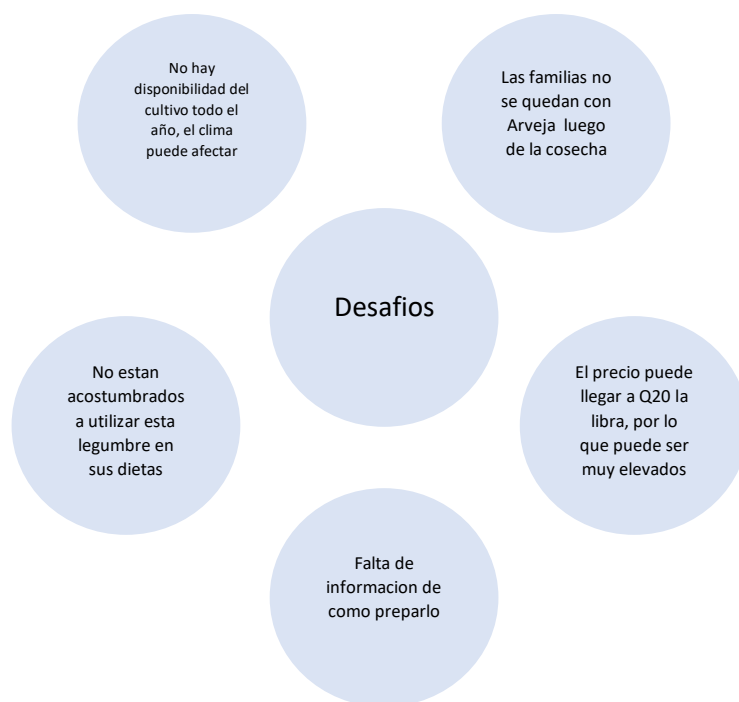 No hay
disponibilidad del
cultivo todo el
año, el clima
puede afectar
Las familias no
se quedan con
Arveja luego
de la cosecha
Desafios
No estan
acostumbrados
a utilizar esta
legumbre en
sus dietas
El precio puede
llegar a Q20 la
libra, por lo
que puede ser
muy elevados
Falta de
informacion de
como preparlo